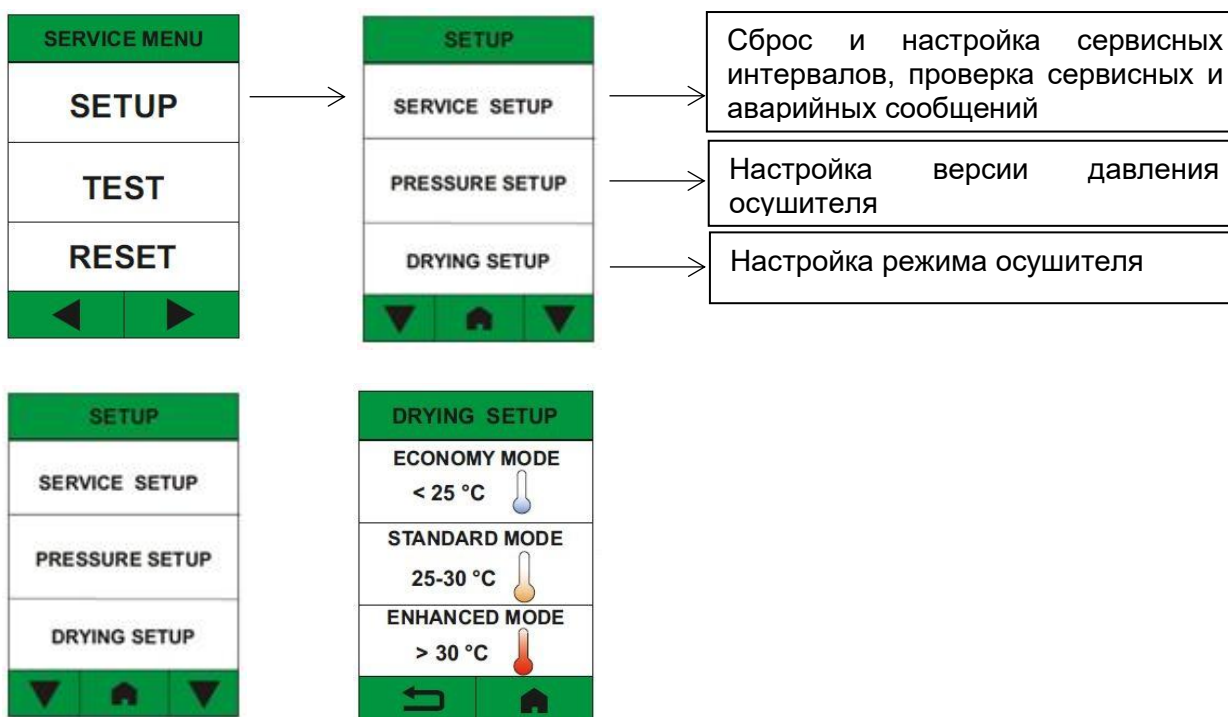 SERVICE MENU
SETUP
TEST
RESET
SETUP
SERVICE SETUP
PRESSURE SETUP
DRYING SETUP
Сброс и настройка сервисных
интервалов, проверка сервисных и
аварийных сообщений
Настройка версии давления
осушителя
Настройка режима осушителя
SETUP
SERVICE SETUP
PRESSURE SETUP
DRYING SETUP
DRYING SETUP
ECONOMY MODE
< 25 °C
STANDARD MODE
25-30 °C
ENHANCED MODE
> 30 °C